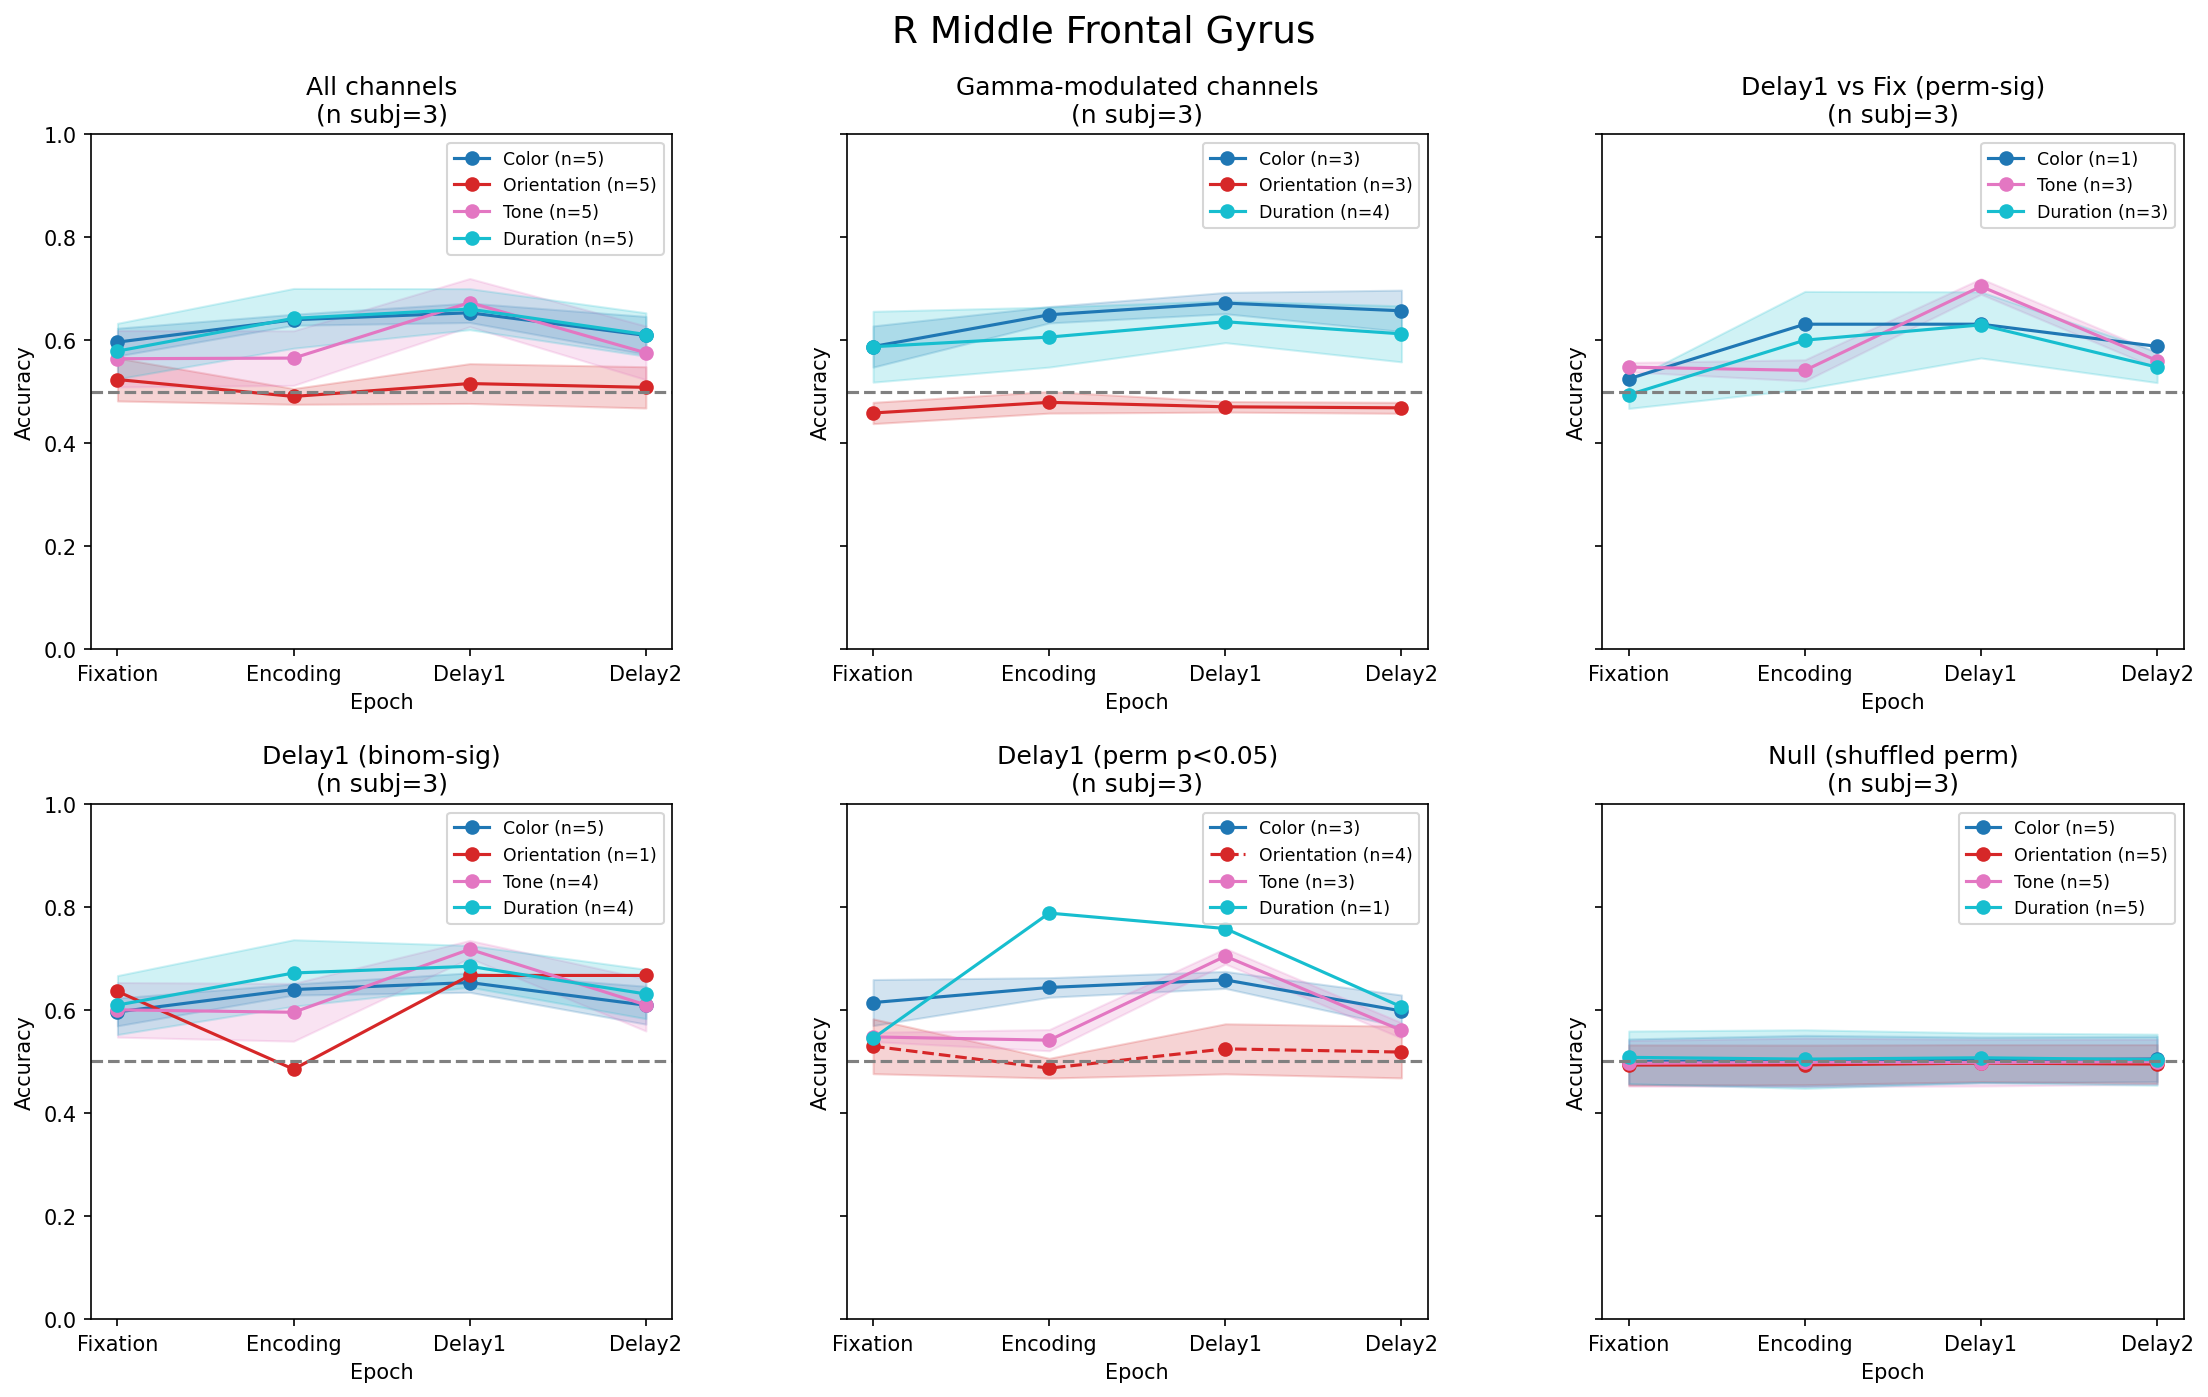 R Middle Frontal Gyrus
All channels
(n subj=3)
Accuracy
1.0
0.8
0.6
0.4
0.2
0.0
Color (n=5)
Orientation (n=5)
Tone (n=5)
Duration (n=5)
Fixation Encoding Delay1 Delay2
Epoch
Gamma-modulated channels
(n subj=3)
Accuracy
Color (n=3)
Orientation (n=3)
Duration (n=4)
Fixation Encoding Delay1 Delay2
Epoch
Delay1 vs Fix (perm-sig)
(n subj=3)
Accuracy
Color (n=1)
Tone (n=3)
Duration (n=3)
Fixation Encoding Delay1 Delay2
Epoch
Delay1 (binom-sig)
(n subj=3)
Accuracy
1.0
0.8
0.6
0.4
0.2
0.0
Color (n=5)
Orientation (n=1)
Tone (n=4)
Duration (n=4)
Fixation Encoding Delay1 Delay2
Epoch
Delay1 (perm p<0.05)
(n subj=3)
Accuracy
Color (n=3)
Orientation (n=4)
Tone (n=3)
Duration (n=1)
Fixation Encoding Delay1 Delay2
Epoch
Null (shuffled perm)
(n subj=3)
Accuracy
Color (n=5)
Orientation (n=5)
Tone (n=5)
Duration (n=5)
Fixation Encoding Delay1 Delay2
Epoch